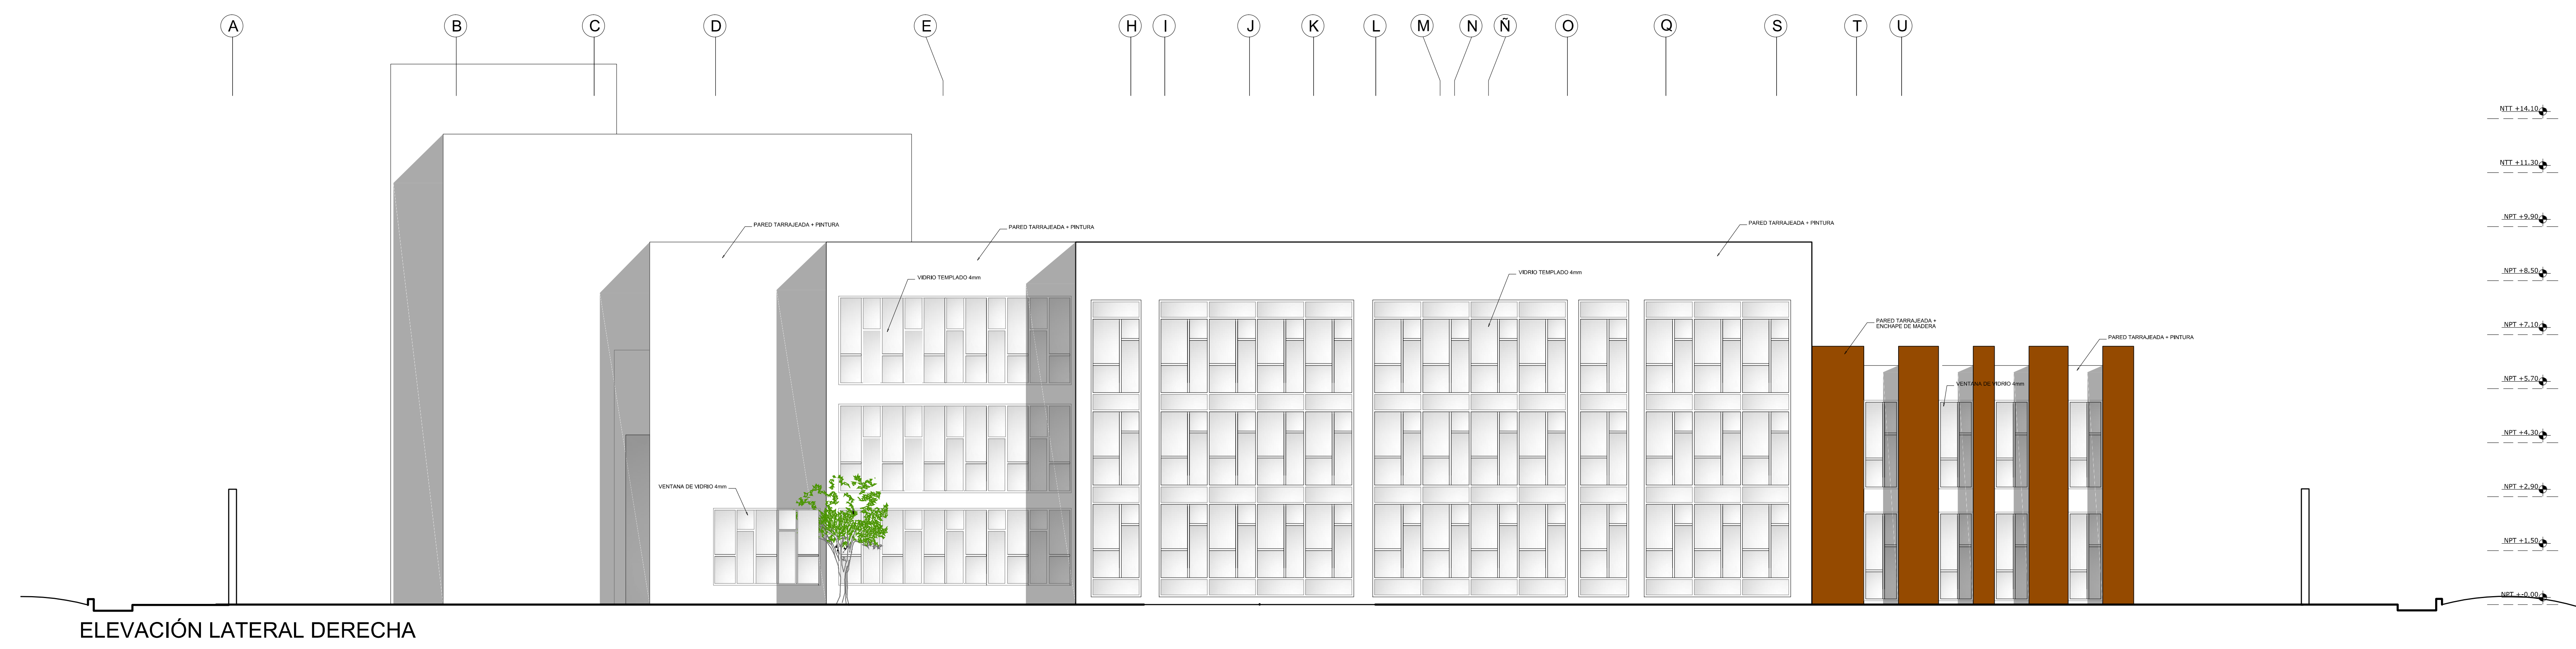 A B C D E H I J K L M N Ñ O Q S T U
NTT +14.10
NTT +11.30
NPT +9.90
PARED TARRAJEADA + PINTURA
PARED TARRAJEADA + PINTURA
PARED TARRAJEADA + PINTURA
NPT +8.50
VIDRIO TEMPLADO 4mm
VIDRIO TEMPLADO 4mm
NPT +7.10
PARED TARRAJEADA +
ENCHAPE DE MADERA
PARED TARRAJEADA + PINTURA
NPT +5.70
VENTANA DE VIDRIO 4mm
NPT +4.30
VENTANA DE VIDRIO 4mm
NPT +2.90
NPT +1.50
NPT +-0.00
ELEVACIÓN LATERAL DERECHA